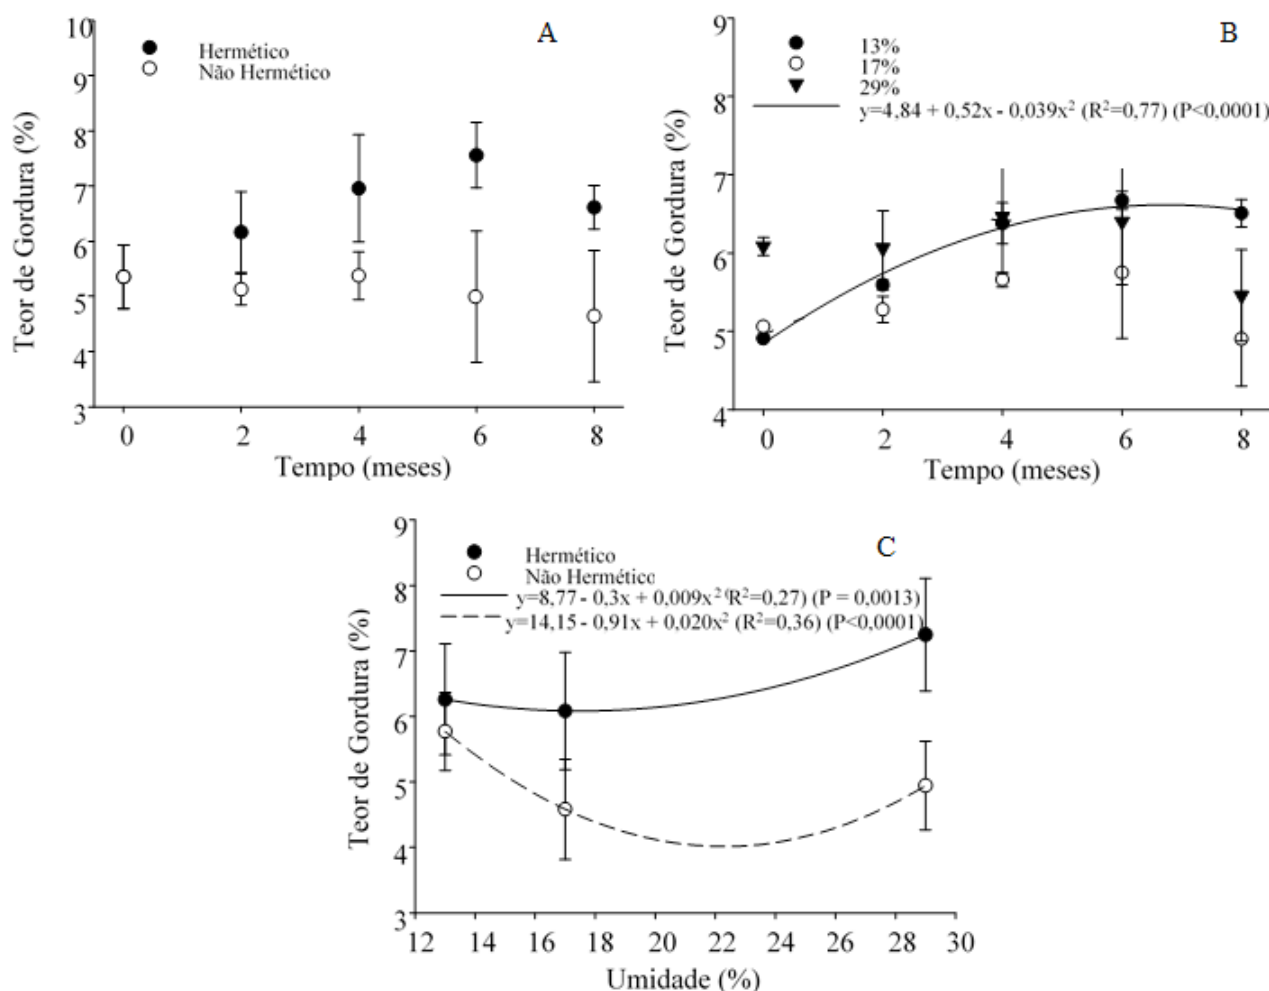 A
Hermético
Não Hermético
Teor de Gordura (%)
10
9
8
7
6
5
4
3
0 2 4 6 8
Tempo (meses)
B
13%
17%
29%
y=4,84 + 0,52x - 0,039x² (R²=0,77) (P<0,0001)
Teor de Gordura (%)
9
8
7
6
5
4
0 2 4 6 8
Tempo (meses)
C
Hermético
Não Hermético
y=8,77 - 0,3x + 0,009x² (R²=0,27) (P = 0,0013)
y=14,15 - 0,91x + 0,020x² (R²=0,36) (P<0,0001)
Teor de Gordura (%)
9
8
7
6
5
4
3
12 14 16 18 20 22 24 26 28 30
Umidade (%)